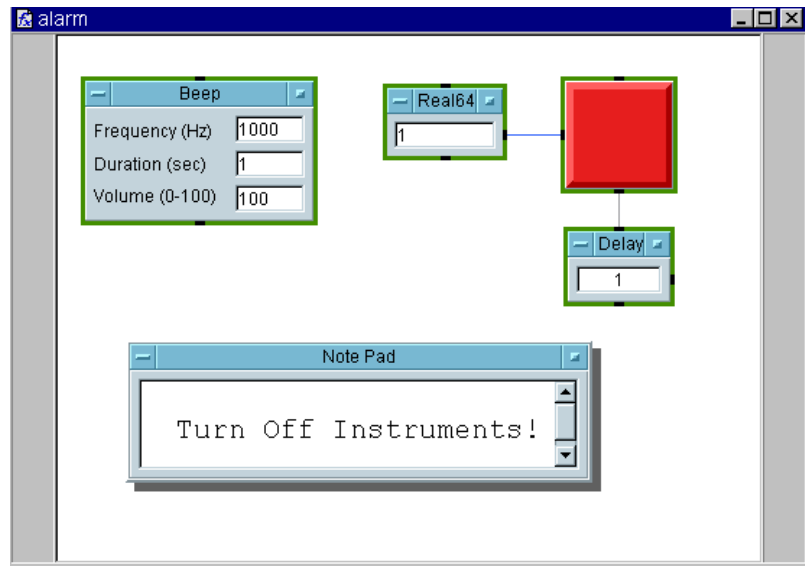 alarm
Beep
Frequency (Hz) 1000
Duration (sec) 1
Volume (0-100) 100
Real64
1
Delay
1
Note Pad
Turn Off Instruments!